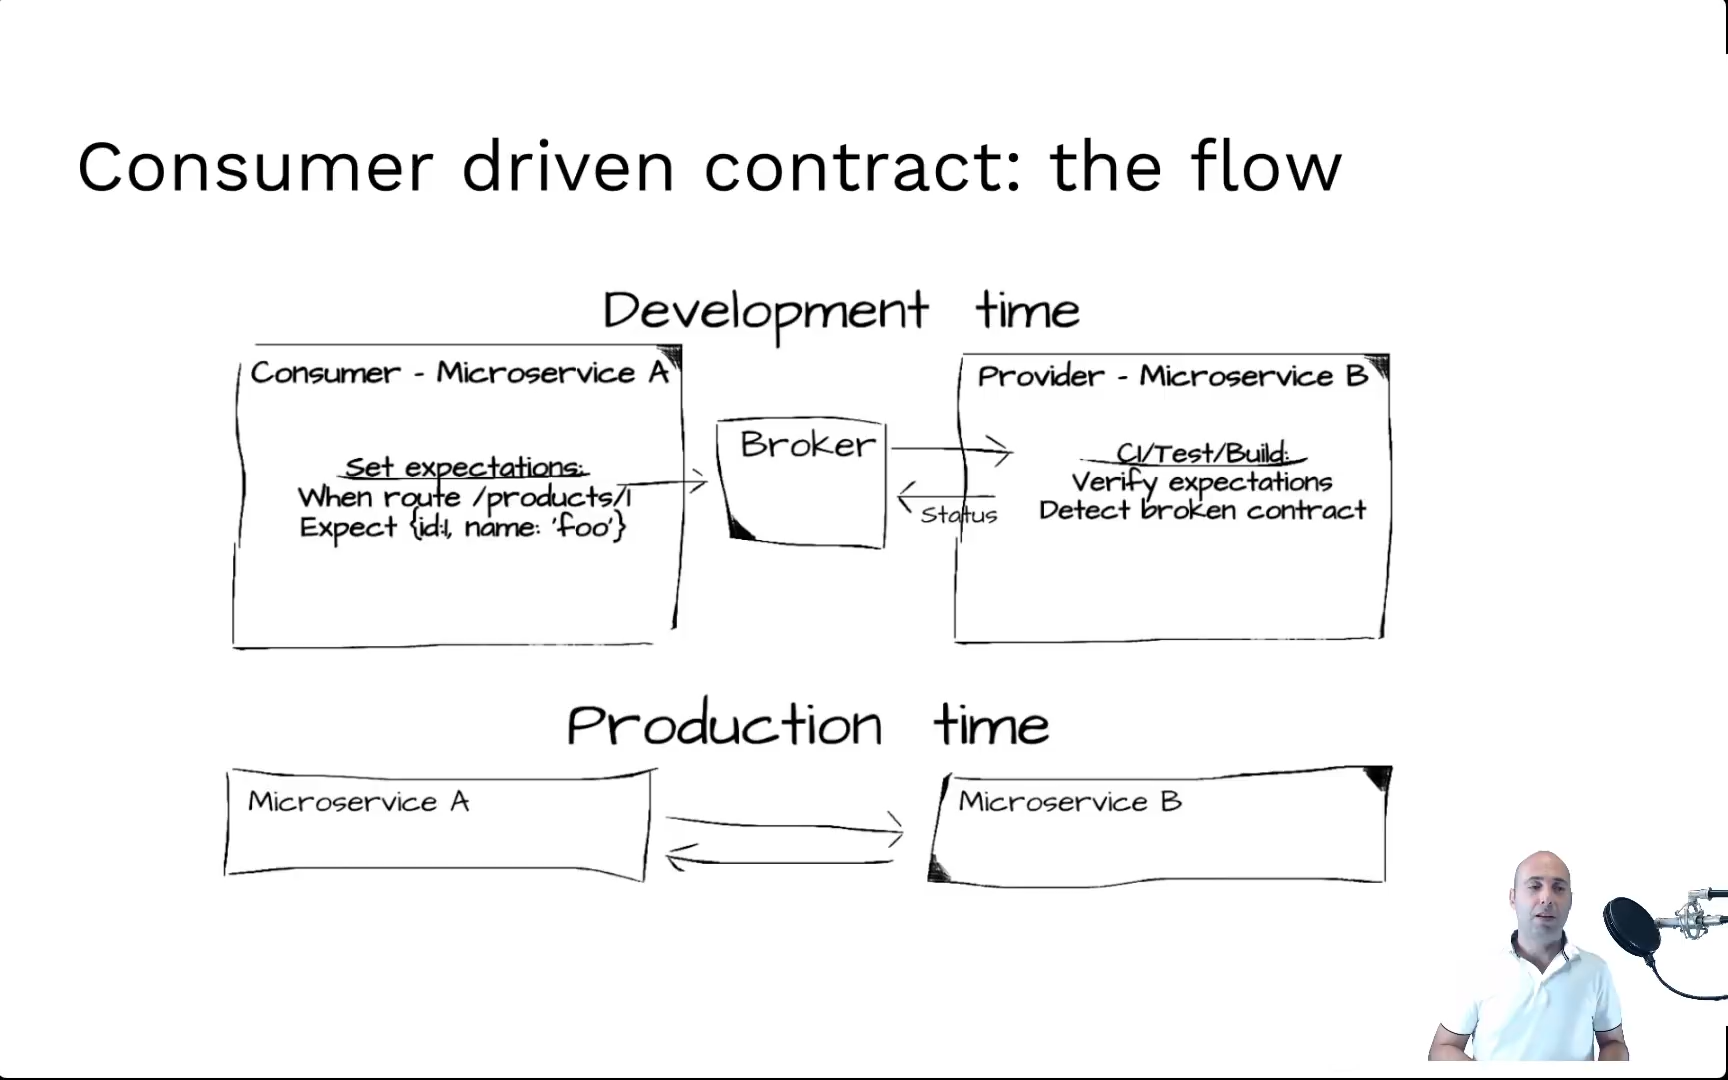 Consumer driven contract: the flow
Development time
Consumer - Microservice A
Set expectations:
When route /products/1
Expect {id:1, name: 'foo'}
Broker
Status
Provider - Microservice B
CI/Test/Build:
Verify expectations
Detect broken contract
Production time
Microservice A
Microservice B